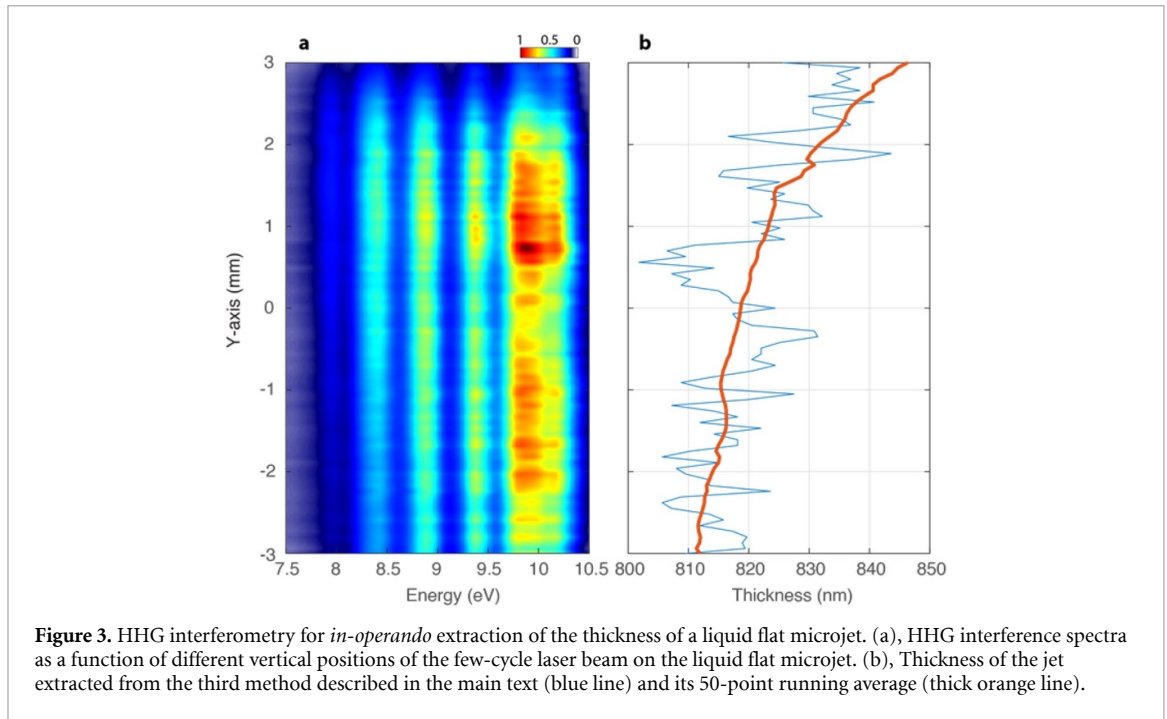 a
1 0.5 0
b
3
2
1
0
-1
-2
-3
Y-axis (mm)
7.5 8 8.5 9 9.5 10 10.5
Energy (eV)
800 810 820 830 840 850
Thickness (nm)
Figure 3. HHG interferometry for in-operando extraction of the thickness of a liquid flat microjet. (a), HHG interference spectra
as a function of different vertical positions of the few-cycle laser beam on the liquid flat microjet. (b), Thickness of the jet
extracted from the third method described in the main text (blue line) and its 50-point running average (thick orange line).